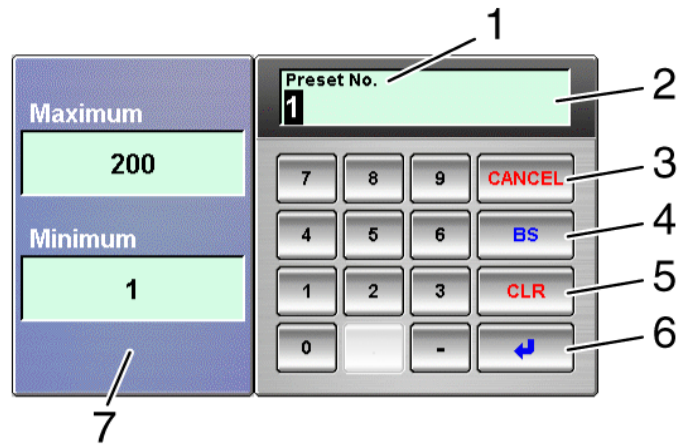 1
Preset No.
1
2
Maximum
200
7 8 9 CANCEL
3
4 5 6 BS
4
Minimum
1
1 2 3 CLR
5
0 . - ↵
6
7